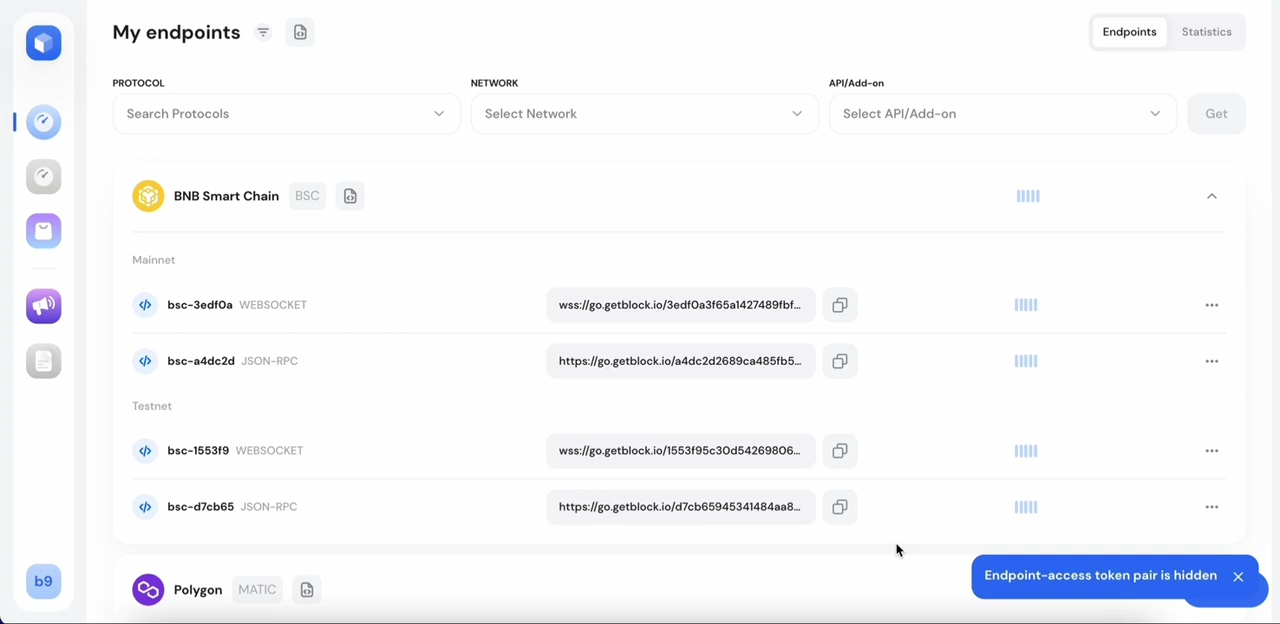 My endpoints
Endpoints
Statistics
PROTOCOL
NETWORK
API/Add-on
Search Protocols
Select Network
Select API/Add-on
Get
BNB Smart Chain
BSC
Mainnet
bsc-3edf0a WEBSOCKET
wss://go.getblock.io/3edf0a3f65a1427489fbf...
bsc-a4dc2d JSON-RPC
https://go.getblock.io/a4dc2d2689ca485fb5...
Testnet
bsc-1553f9 WEBSOCKET
wss://go.getblock.io/1553f95c30d54269806...
bsc-d7cb65 JSON-RPC
https://go.getblock.io/d7cb65945341484aa8...
b9
Polygon
MATIC
Endpoint-access token pair is hidden